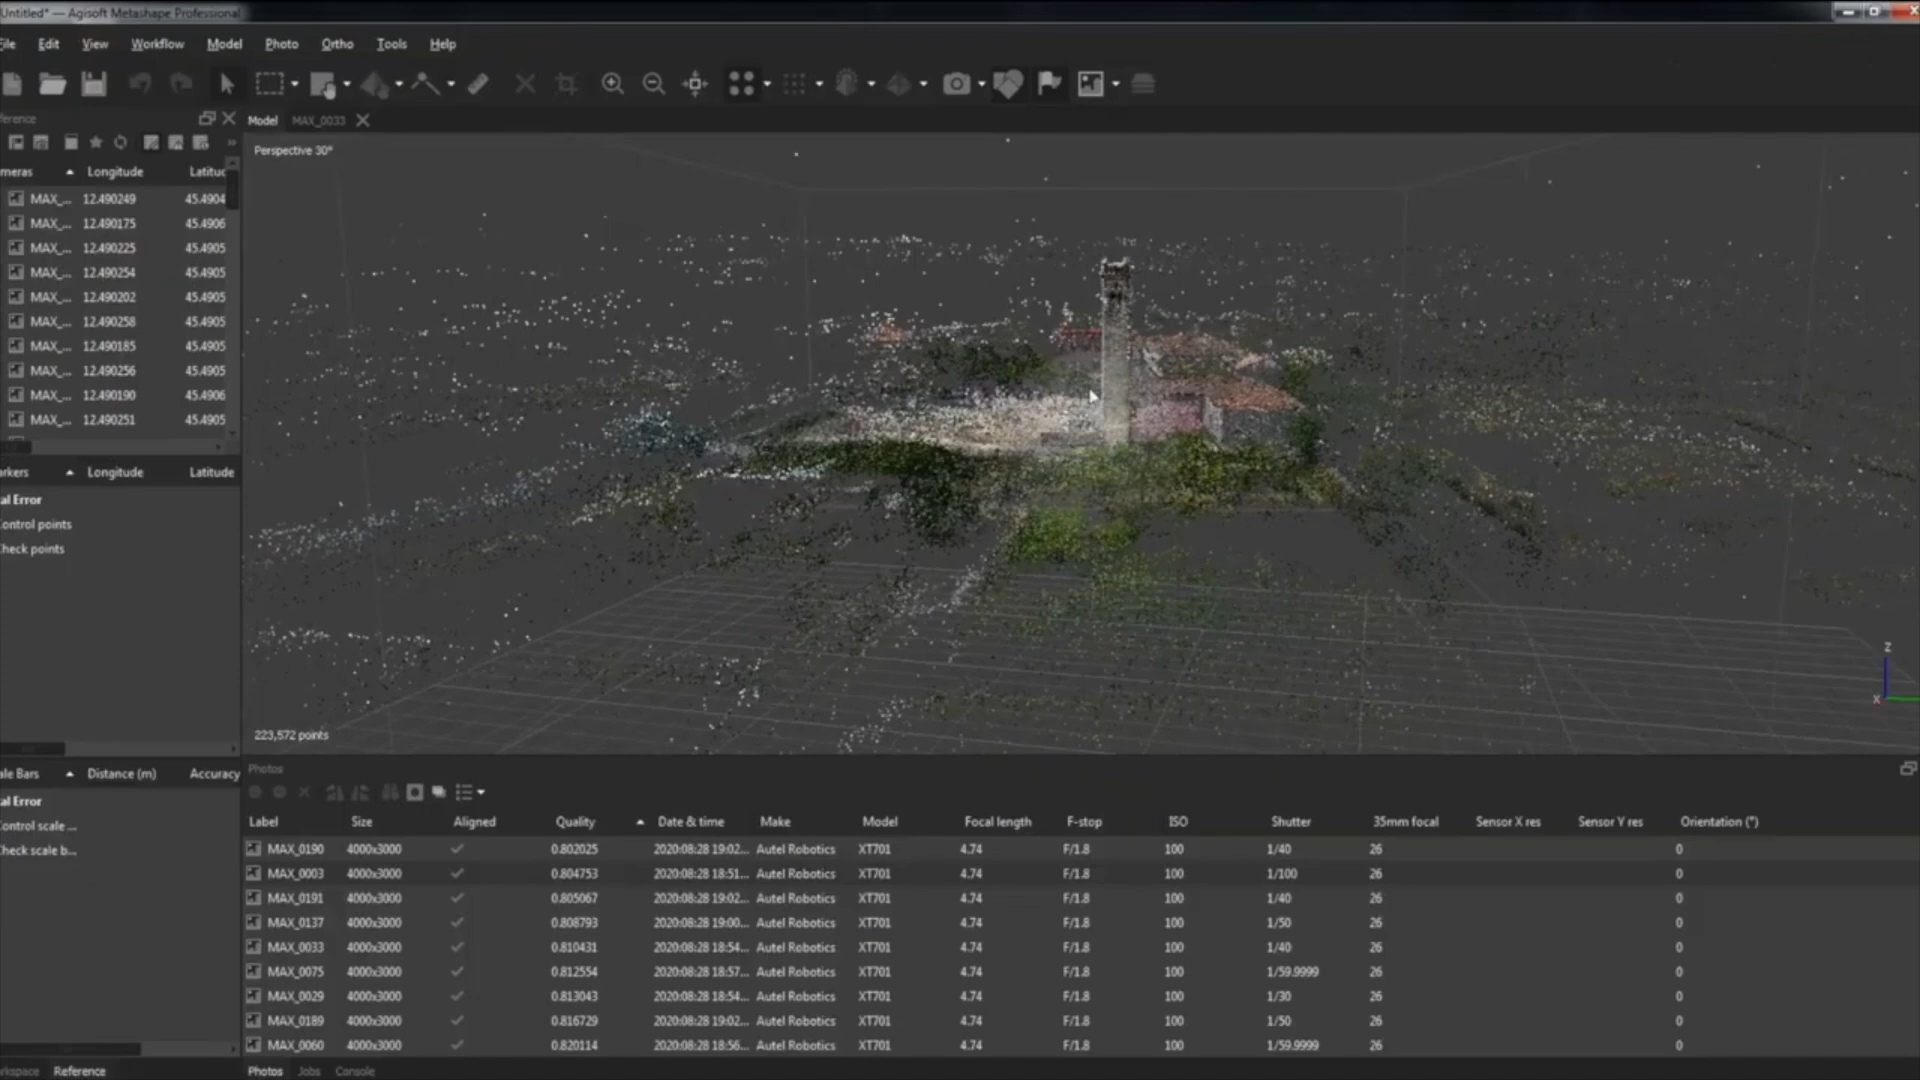 Untitled* — Agisoft Metashape Professional
File Edit View Workflow Model Photo Ortho Tools Help
ference
Model MAX_0033
meras Longitude Latituc
MAX_... 12.490249 45.4904
MAX_... 12.490175 45.4906
MAX_... 12.490225 45.4905
MAX_... 12.490254 45.4905
MAX_... 12.490202 45.4905
MAX_... 12.490258 45.4905
MAX_... 12.490185 45.4905
MAX_... 12.490256 45.4905
MAX_... 12.490190 45.4906
MAX_... 12.490251 45.4905
arkers Longitude Latitude
al Error
Control points
Check points
ale Bars Distance (m) Accuracy
al Error
Control scale ...
Check scale b...
rkspace Reference
Perspective 30°
223,572 points
Z
X
Photos
Label Size Aligned Quality Date & time Make Model Focal length F-stop ISO Shutter 35mm focal Sensor X res Sensor Y res Orientation (°)
MAX_0190 4000x3000 0.802025 2020:08:28 19:02... Autel Robotics XT701 4.74 F/1.8 100 1/40 26 0
MAX_0003 4000x3000 0.804753 2020:08:28 18:51... Autel Robotics XT701 4.74 F/1.8 100 1/100 26 0
MAX_0191 4000x3000 0.805067 2020:08:28 19:02... Autel Robotics XT701 4.74 F/1.8 100 1/40 26 0
MAX_0137 4000x3000 0.808793 2020:08:28 19:00... Autel Robotics XT701 4.74 F/1.8 100 1/50 26 0
MAX_0033 4000x3000 0.810431 2020:08:28 18:54... Autel Robotics XT701 4.74 F/1.8 100 1/40 26 0
MAX_0075 4000x3000 0.812554 2020:08:28 18:57... Autel Robotics XT701 4.74 F/1.8 100 1/59.9999 26 0
MAX_0029 4000x3000 0.813043 2020:08:28 18:54... Autel Robotics XT701 4.74 F/1.8 100 1/30 26 0
MAX_0189 4000x3000 0.816729 2020:08:28 19:02... Autel Robotics XT701 4.74 F/1.8 100 1/50 26 0
MAX_0060 4000x3000 0.820114 2020:08:28 18:56... Autel Robotics XT701 4.74 F/1.8 100 1/59.9999 26 0
Photos Jobs Console